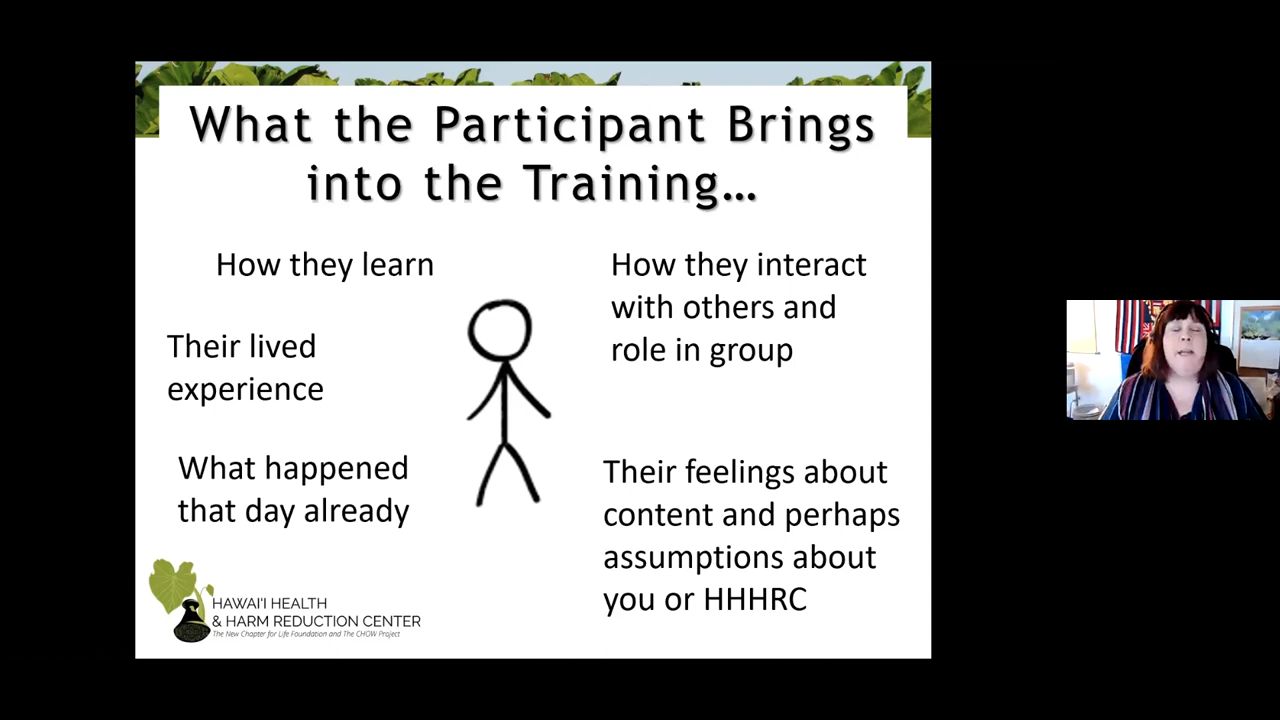 What the Participant Brings
into the Training…
How they learn
Their lived
experience
What happened
that day already
How they interact
with others and
role in group
Their feelings about
content and perhaps
assumptions about
you or HHHRC
HAWAI'I HEALTH
& HARM REDUCTION CENTER
The New Chapter for Life Foundation and The CHOW Project